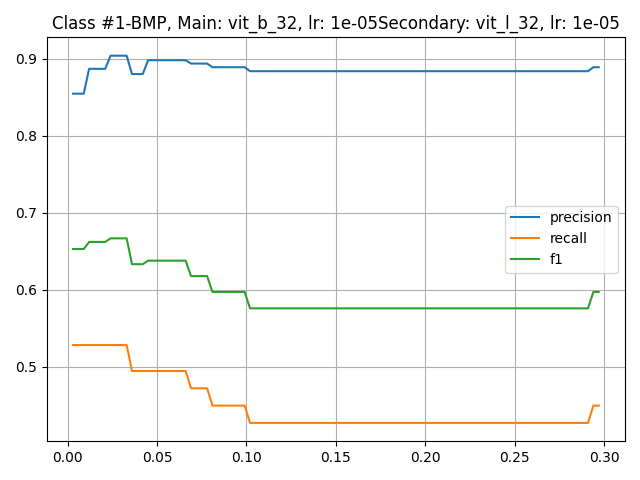 Class #1-BMP, Main: vit_b_32, lr: 1e-05Secondary: vit_l_32, lr: 1e-05
0.9
0.8
0.7
0.6
0.5
precision
recall
f1
0.00 0.05 0.10 0.15 0.20 0.25 0.30